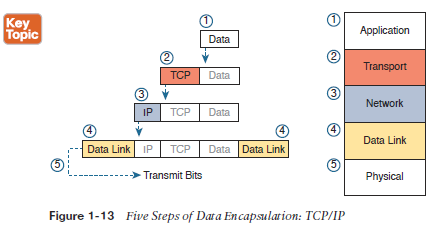 Key
Topic
1
Data
2
TCP Data
3
IP TCP Data
4 4
Data Link IP TCP Data Data Link
5
Transmit Bits
1 Application
2 Transport
3 Network
4 Data Link
5 Physical
Figure 1-13 Five Steps of Data Encapsulation: TCP/IP